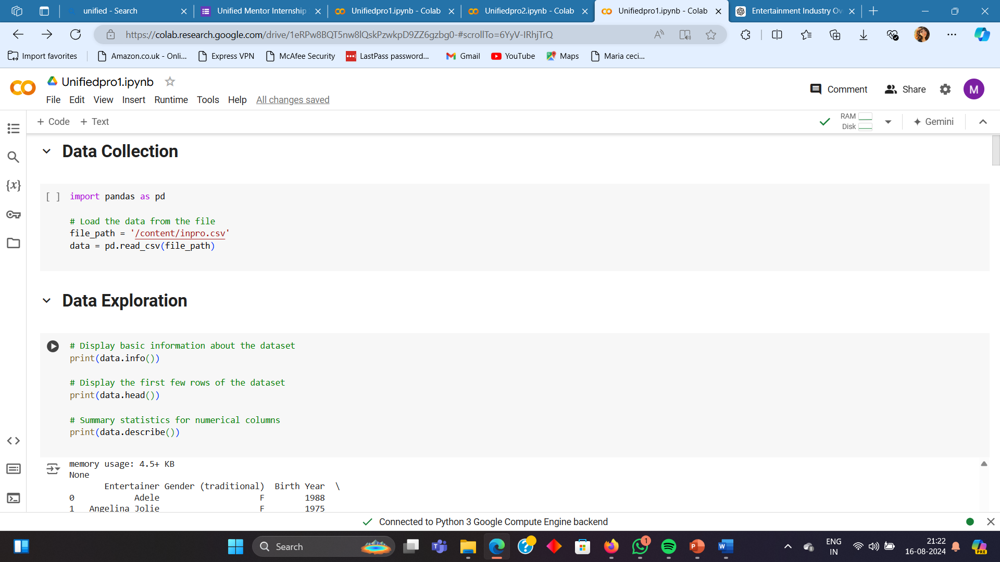 unified - Search
Unified Mentor Internship
Unifiedpro1.ipynb - Colab
Unifiedpro2.ipynb - Colab
Unifiedpro1.ipynb - Colab
Entertainment Industry Ov
https://colab.research.google.com/drive/1eRPw8BQT5nw8lQskPzwkpD9ZZ6gzbg0-#scrollTo=6YyV-IRhjTrQ
Import favorites
Amazon.co.uk - Onli...
Express VPN
McAfee Security
LastPass password...
Gmail
YouTube
Maps
Maria ceci...
Unifiedpro1.ipynb
File Edit View Insert Runtime Tools Help All changes saved
Comment
Share
M
+ Code + Text
RAM
Disk
Gemini
Data Collection
[ ] import pandas as pd
# Load the data from the file
file_path = '/content/inpro.csv'
data = pd.read_csv(file_path)
Data Exploration
# Display basic information about the dataset
print(data.info())
# Display the first few rows of the dataset
print(data.head())
# Summary statistics for numerical columns
print(data.describe())
memory usage: 4.5+ KB
None
Entertainer Gender (traditional) Birth Year \
0 Adele F 1988
1 Angelina Jolie F 1975
Connected to Python 3 Google Compute Engine backend
Search
1
ENG
IN
21:22
16-08-2024
PRE